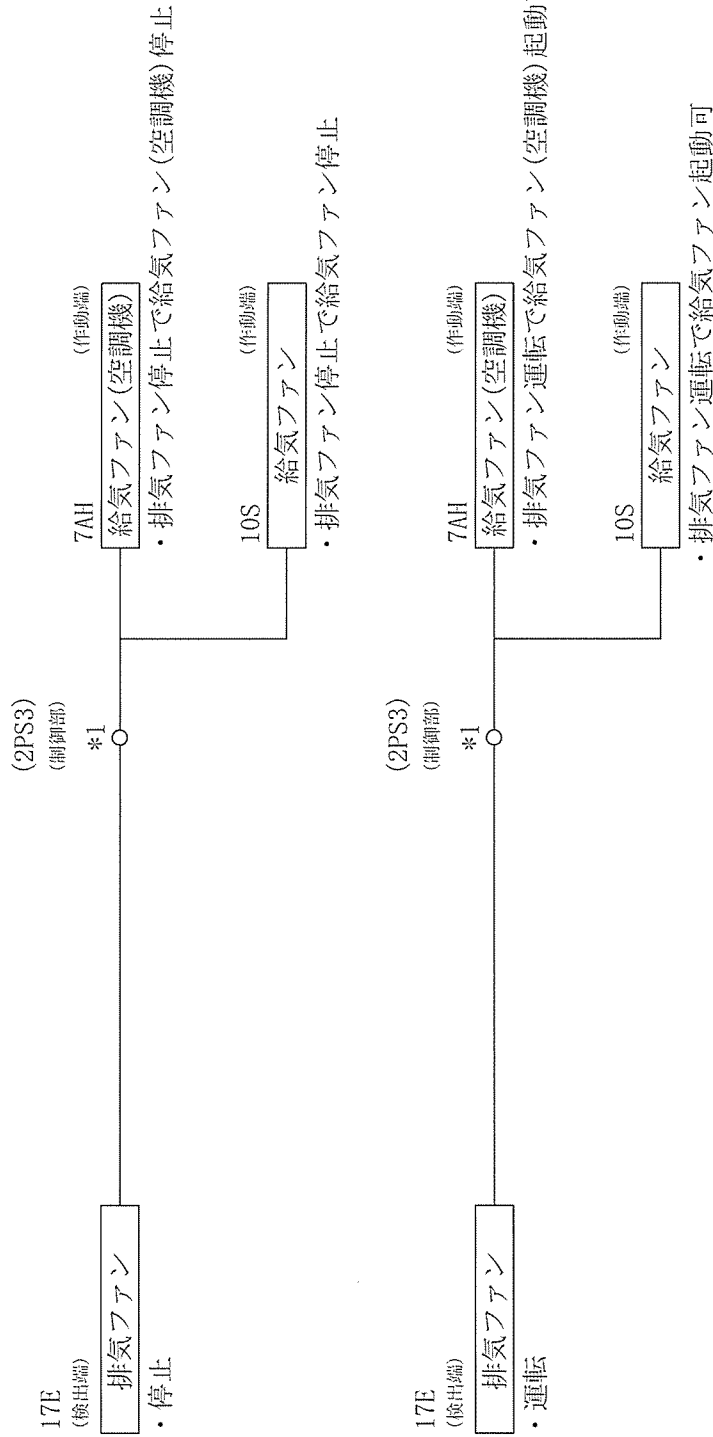 17E
(検出端)
排気ファン
・停止
(2PS3)
(制御部)
*1
7AH
(作動端)
給気ファン(空調機)
・排気ファン停止で給気ファン(空調機)停止
10S
(作動端)
給気ファン
・排気ファン停止で給気ファン停止
17E
(検出端)
排気ファン
・運転
(2PS3)
(制御部)
*1
7AH
(作動端)
給気ファン(空調機)
・排気ファン運転で給気ファン(空調機)起動
10S
(作動端)
給気ファン
・排気ファン運転で給気ファン起動可